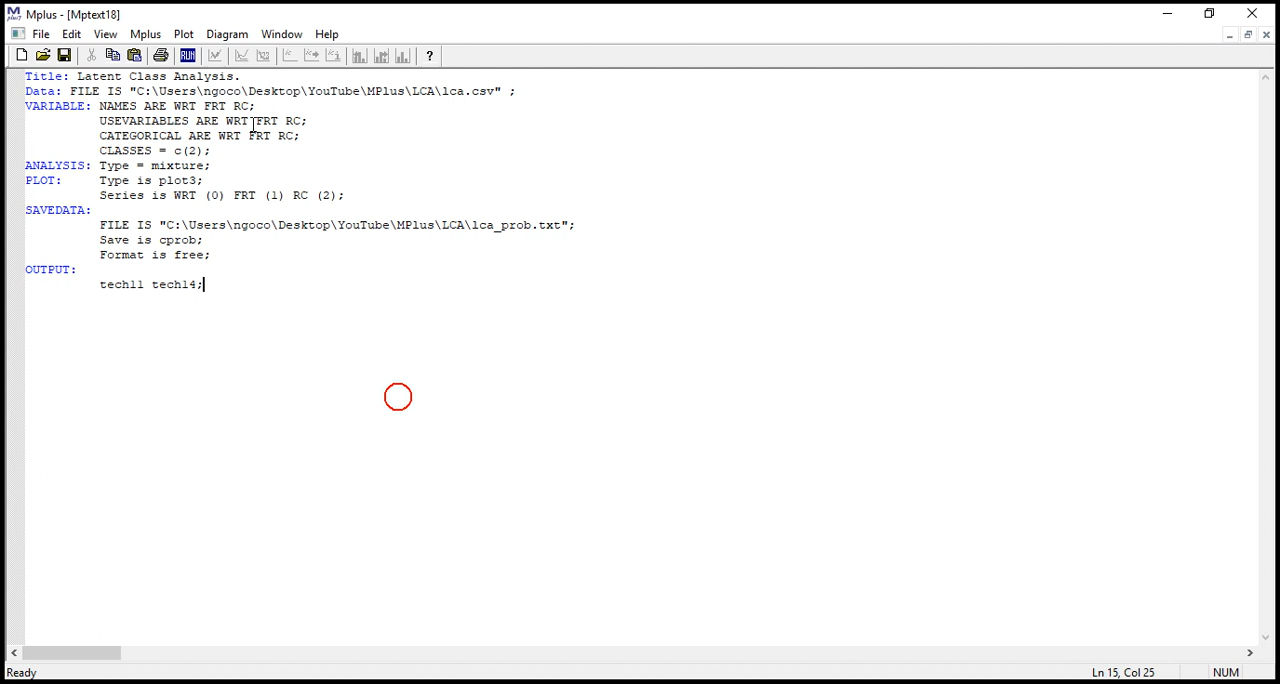 Mplus - [Mptext18]
File Edit View Mplus Plot Diagram Window Help
RUN ?
Title: Latent Class Analysis.
Data: FILE IS "C:\Users\ngoco\Desktop\YouTube\MPlus\LCA\lca.csv" ;
VARIABLE: NAMES ARE WRT FRT RC;
USEVARIABLES ARE WRT FRT RC;
CATEGORICAL ARE WRT FRT RC;
CLASSES = c(2);
ANALYSIS: Type = mixture;
PLOT: Type is plot3;
Series is WRT (0) FRT (1) RC (2);
SAVEDATA:
FILE IS "C:\Users\ngoco\Desktop\YouTube\MPlus\LCA\lca_prob.txt";
Save is cprob;
Format is free;
OUTPUT:
tech11 tech14;
Ready Ln 15, Col 25 NUM